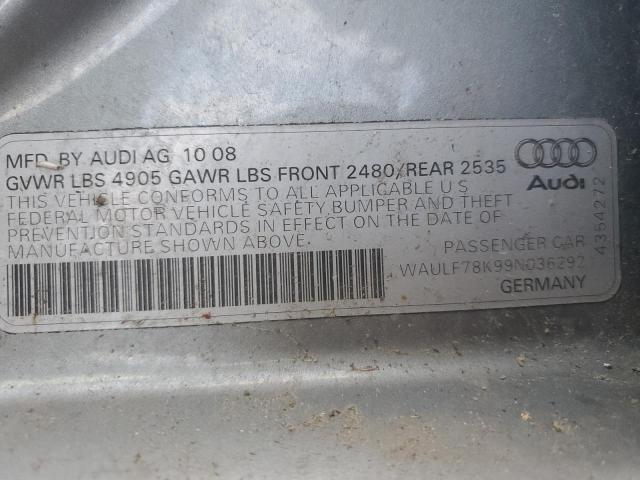 MFD. BY AUDI AG 10 08
GVWR LBS 4905 GAWR LBS FRONT 2480/REAR 2535
THIS VEHICLE CONFORMS TO ALL APPLICABLE U S
FEDERAL MOTOR VEHICLE SAFETY BUMPER AND THEFT
PREVENTION STANDARDS IN EFFECT ON THE DATE OF
MANUFACTURE SHOWN ABOVE.
PASSENGER CAR
WAULF78K99N036292
GERMANY
Audi
4354272